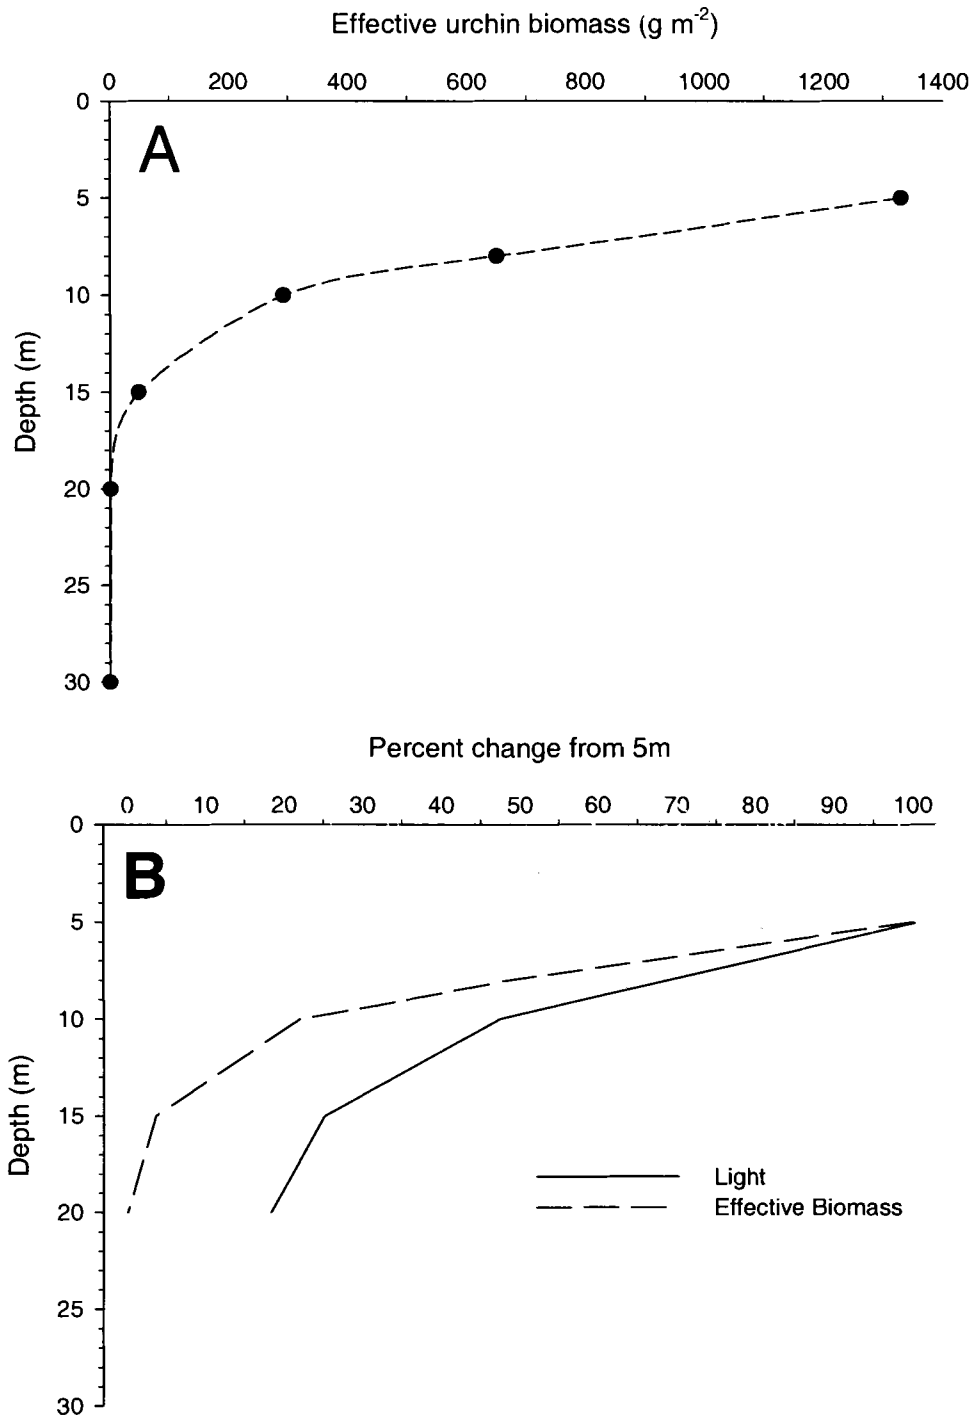 Effective urchin biomass (g m⁻²)
0 200 400 600 800 1000 1200 1400
0
A
5
10
15
20
25
30
Depth (m)
Percent change from 5m
0 10 20 30 40 50 60 70 80 90 100
0
B
5
10
15
20
25
30
Depth (m)
Light
Effective Biomass